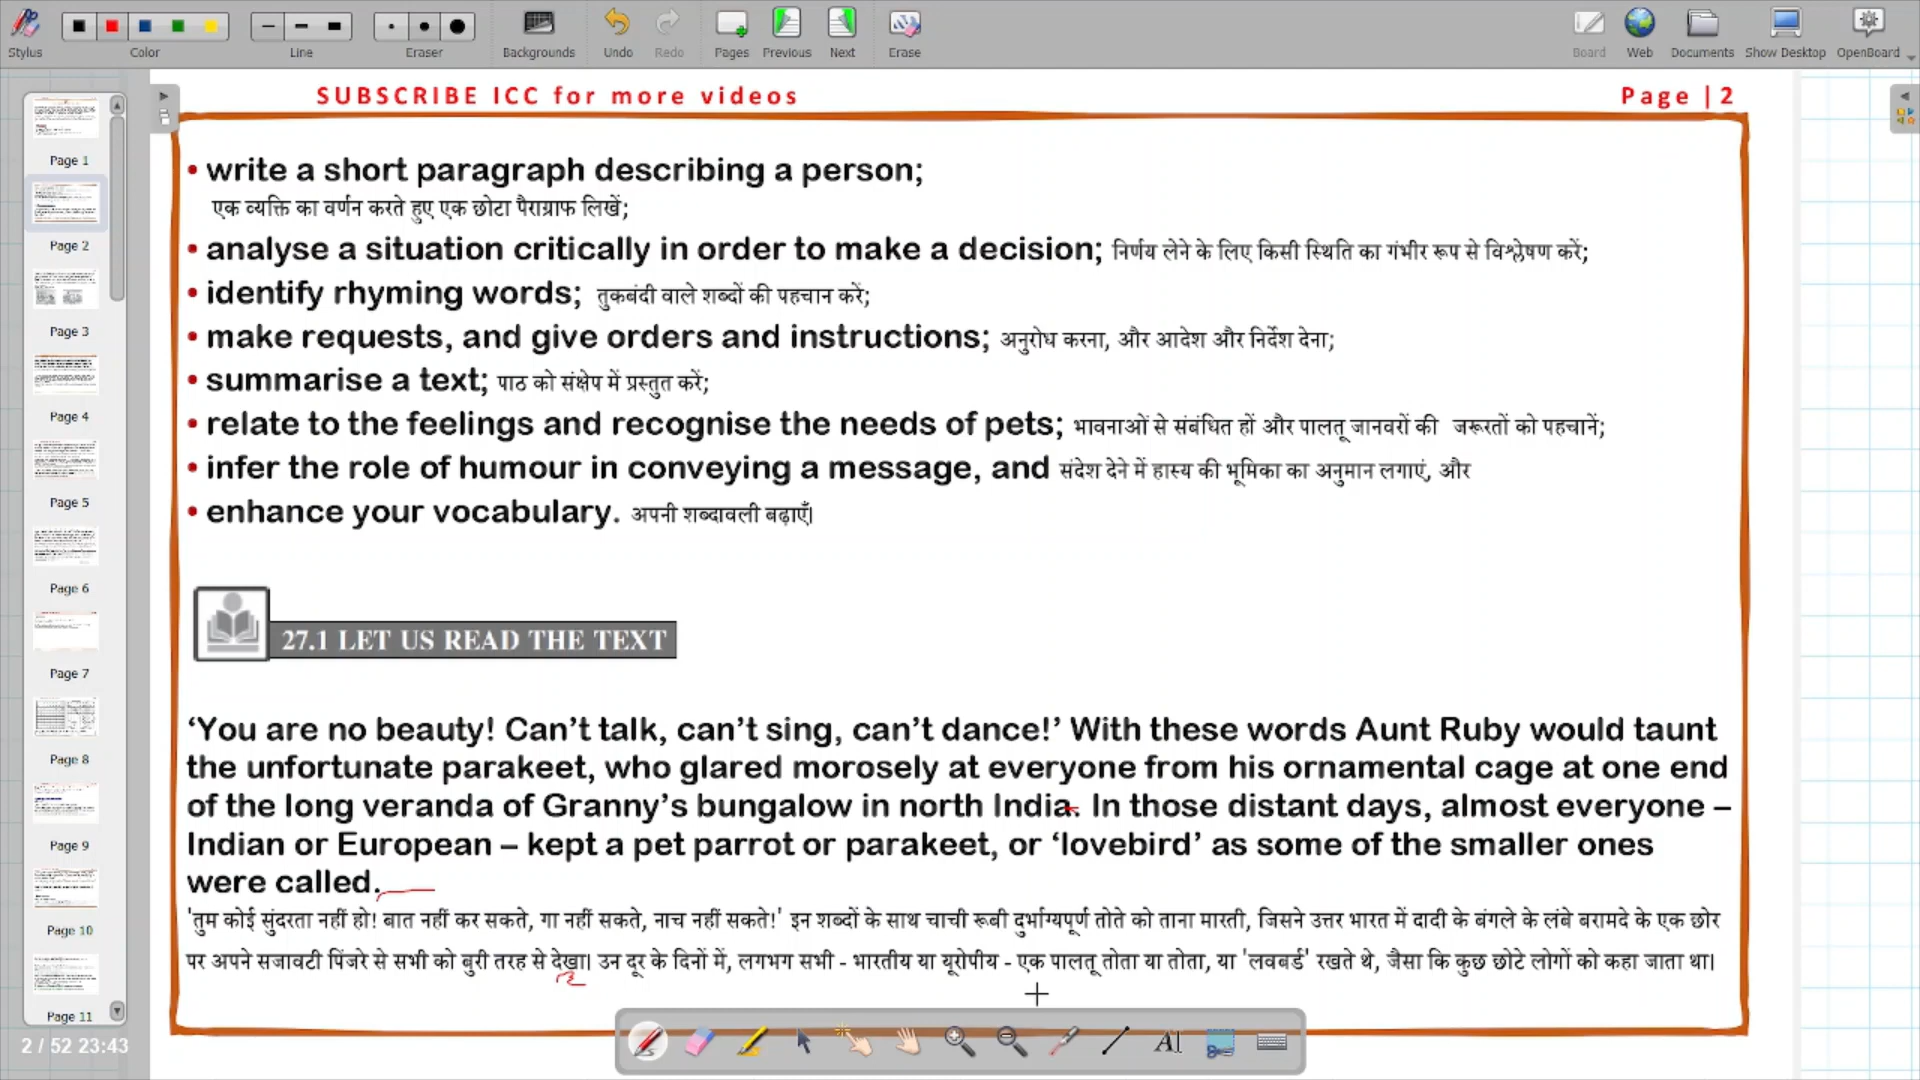 Stylus
Color
Line
Eraser
Backgrounds
Undo
Redo
Pages
Previous
Next
Erase
Board
Web
Documents
Show Desktop
OpenBoard
SUBSCRIBE ICC for more videos
Page | 2
Page 1
Page 2
Page 3
Page 4
Page 5
Page 6
Page 7
Page 8
Page 9
Page 10
Page 11
2 / 52 23:43
• write a short paragraph describing a person;
एक व्यक्ति का वर्णन करते हुए एक छोटा पैराग्राफ लिखें;
• analyse a situation critically in order to make a decision; निर्णय लेने के लिए किसी स्थिति का गंभीर रूप से विश्लेषण करें;
• identify rhyming words; तुकबंदी वाले शब्दों की पहचान करें;
• make requests, and give orders and instructions; अनुरोध करना, और आदेश और निर्देश देना;
• summarise a text; पाठ को संक्षेप में प्रस्तुत करें;
• relate to the feelings and recognise the needs of pets; भावनाओं से संबंधित हों और पालतू जानवरों की जरूरतों को पहचानें;
• infer the role of humour in conveying a message, and संदेश देने में हास्य की भूमिका का अनुमान लगाएं, और
• enhance your vocabulary. अपनी शब्दावली बढ़ाएँ।
27.1 LET US READ THE TEXT
‘You are no beauty! Can’t talk, can’t sing, can’t dance!’ With these words Aunt Ruby would taunt
the unfortunate parakeet, who glared morosely at everyone from his ornamental cage at one end
of the long veranda of Granny’s bungalow in north India. In those distant days, almost everyone –
Indian or European – kept a pet parrot or parakeet, or ‘lovebird’ as some of the smaller ones
were called.
'तुम कोई सुंदरता नहीं हो! बात नहीं कर सकते, गा नहीं सकते, नाच नहीं सकते!' इन शब्दों के साथ चाची रूबी दुर्भाग्यपूर्ण तोते को ताना मारती, जिसने उत्तर भारत में दादी के बंगले के लंबे बरामदे के एक छोर
पर अपने सजावटी पिंजरे से सभी को बुरी तरह से देखा। उन दूर के दिनों में, लगभग सभी - भारतीय या यूरोपीय - एक पालतू तोता या तोता, या 'लवबर्ड' रखते थे, जैसा कि कुछ छोटे लोगों को कहा जाता था।